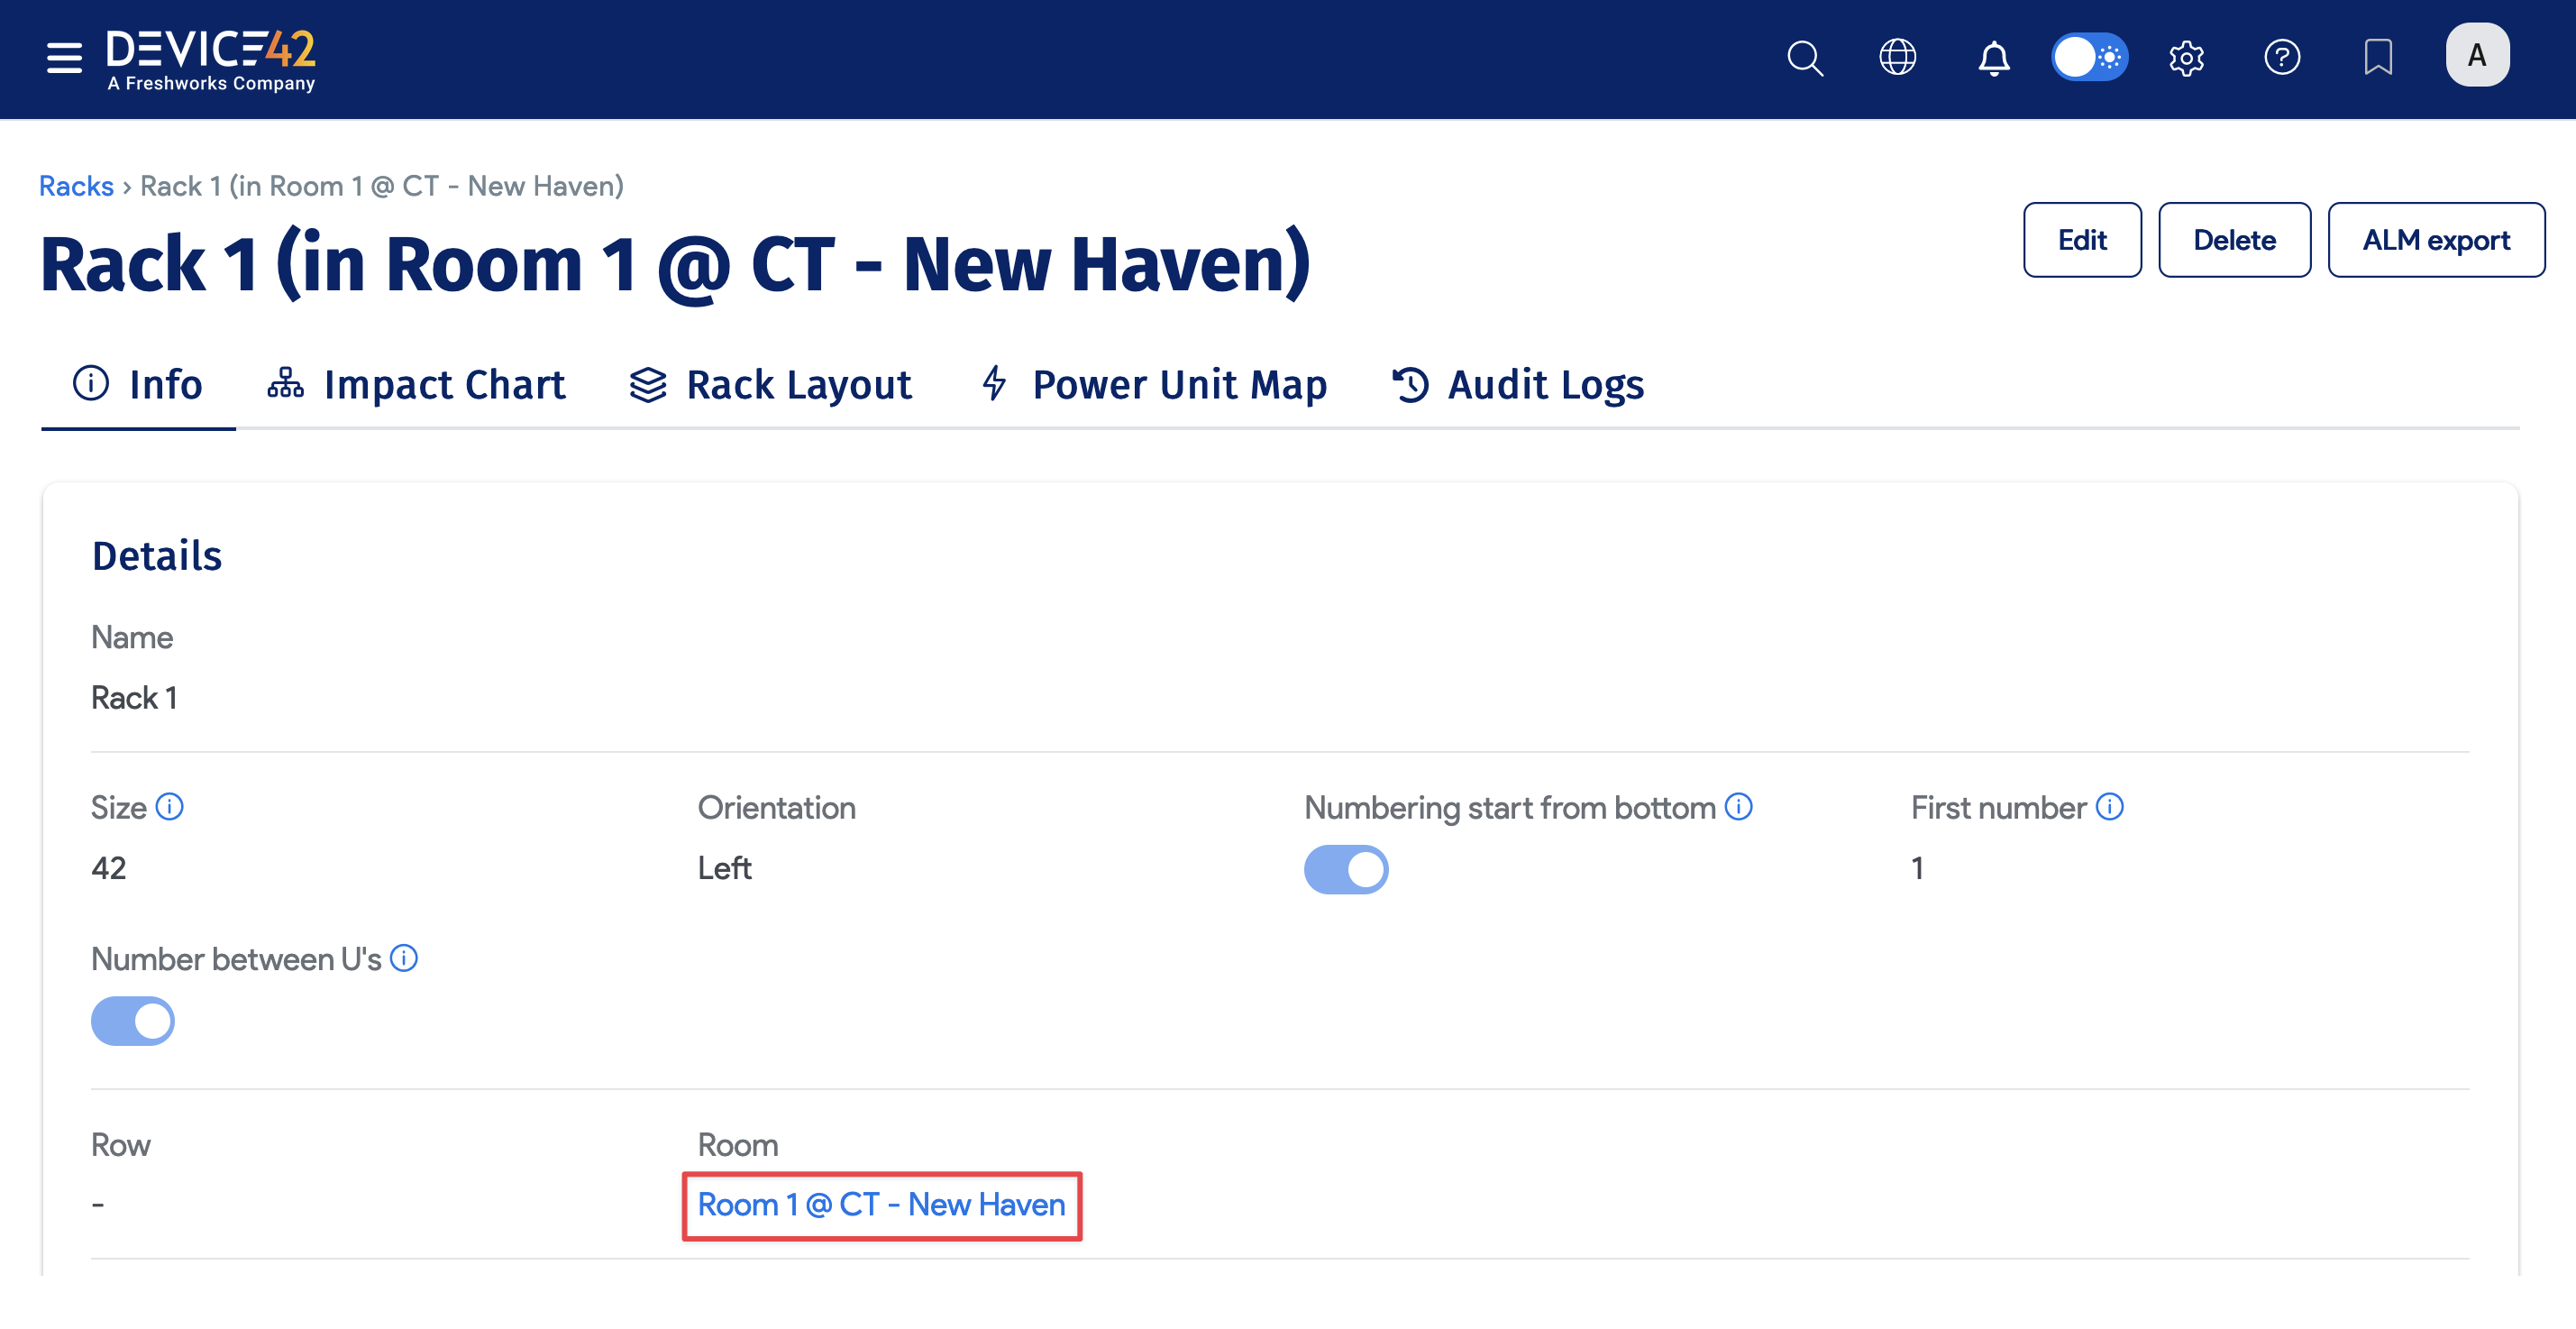 DEVICE42
A Freshworks Company
A
Racks › Rack 1 (in Room 1 @ CT - New Haven)
Rack 1 (in Room 1 @ CT - New Haven)
Edit
Delete
ALM export
Info
Impact Chart
Rack Layout
Power Unit Map
Audit Logs
Details
Name
Rack 1
Size
Orientation
Numbering start from bottom
First number
42
Left
1
Number between U's
Row
Room
-
Room 1 @ CT - New Haven